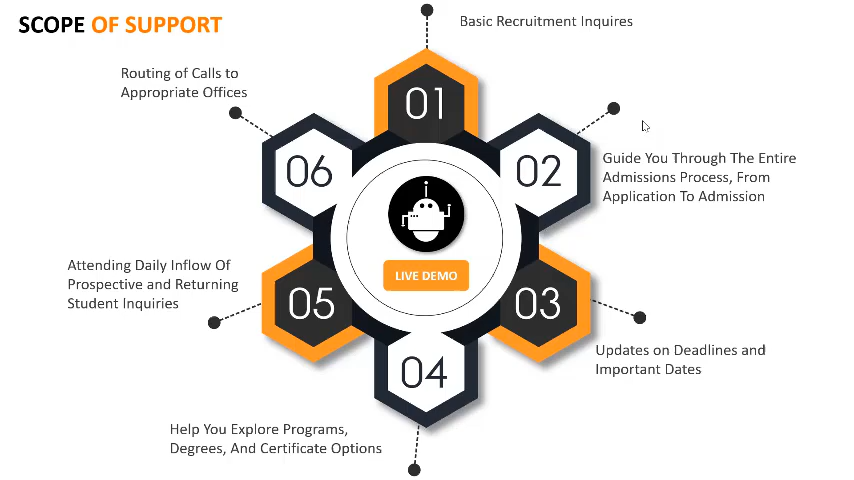 SCOPE OF SUPPORT
01
Basic Recruitment Inquires
02
Guide You Through The Entire
Admissions Process, From
Application To Admission
03
Updates on Deadlines and
Important Dates
04
Help You Explore Programs,
Degrees, And Certificate Options
05
Attending Daily Inflow Of
Prospective and Returning
Student Inquiries
06
Routing of Calls to
Appropriate Offices
LIVE DEMO